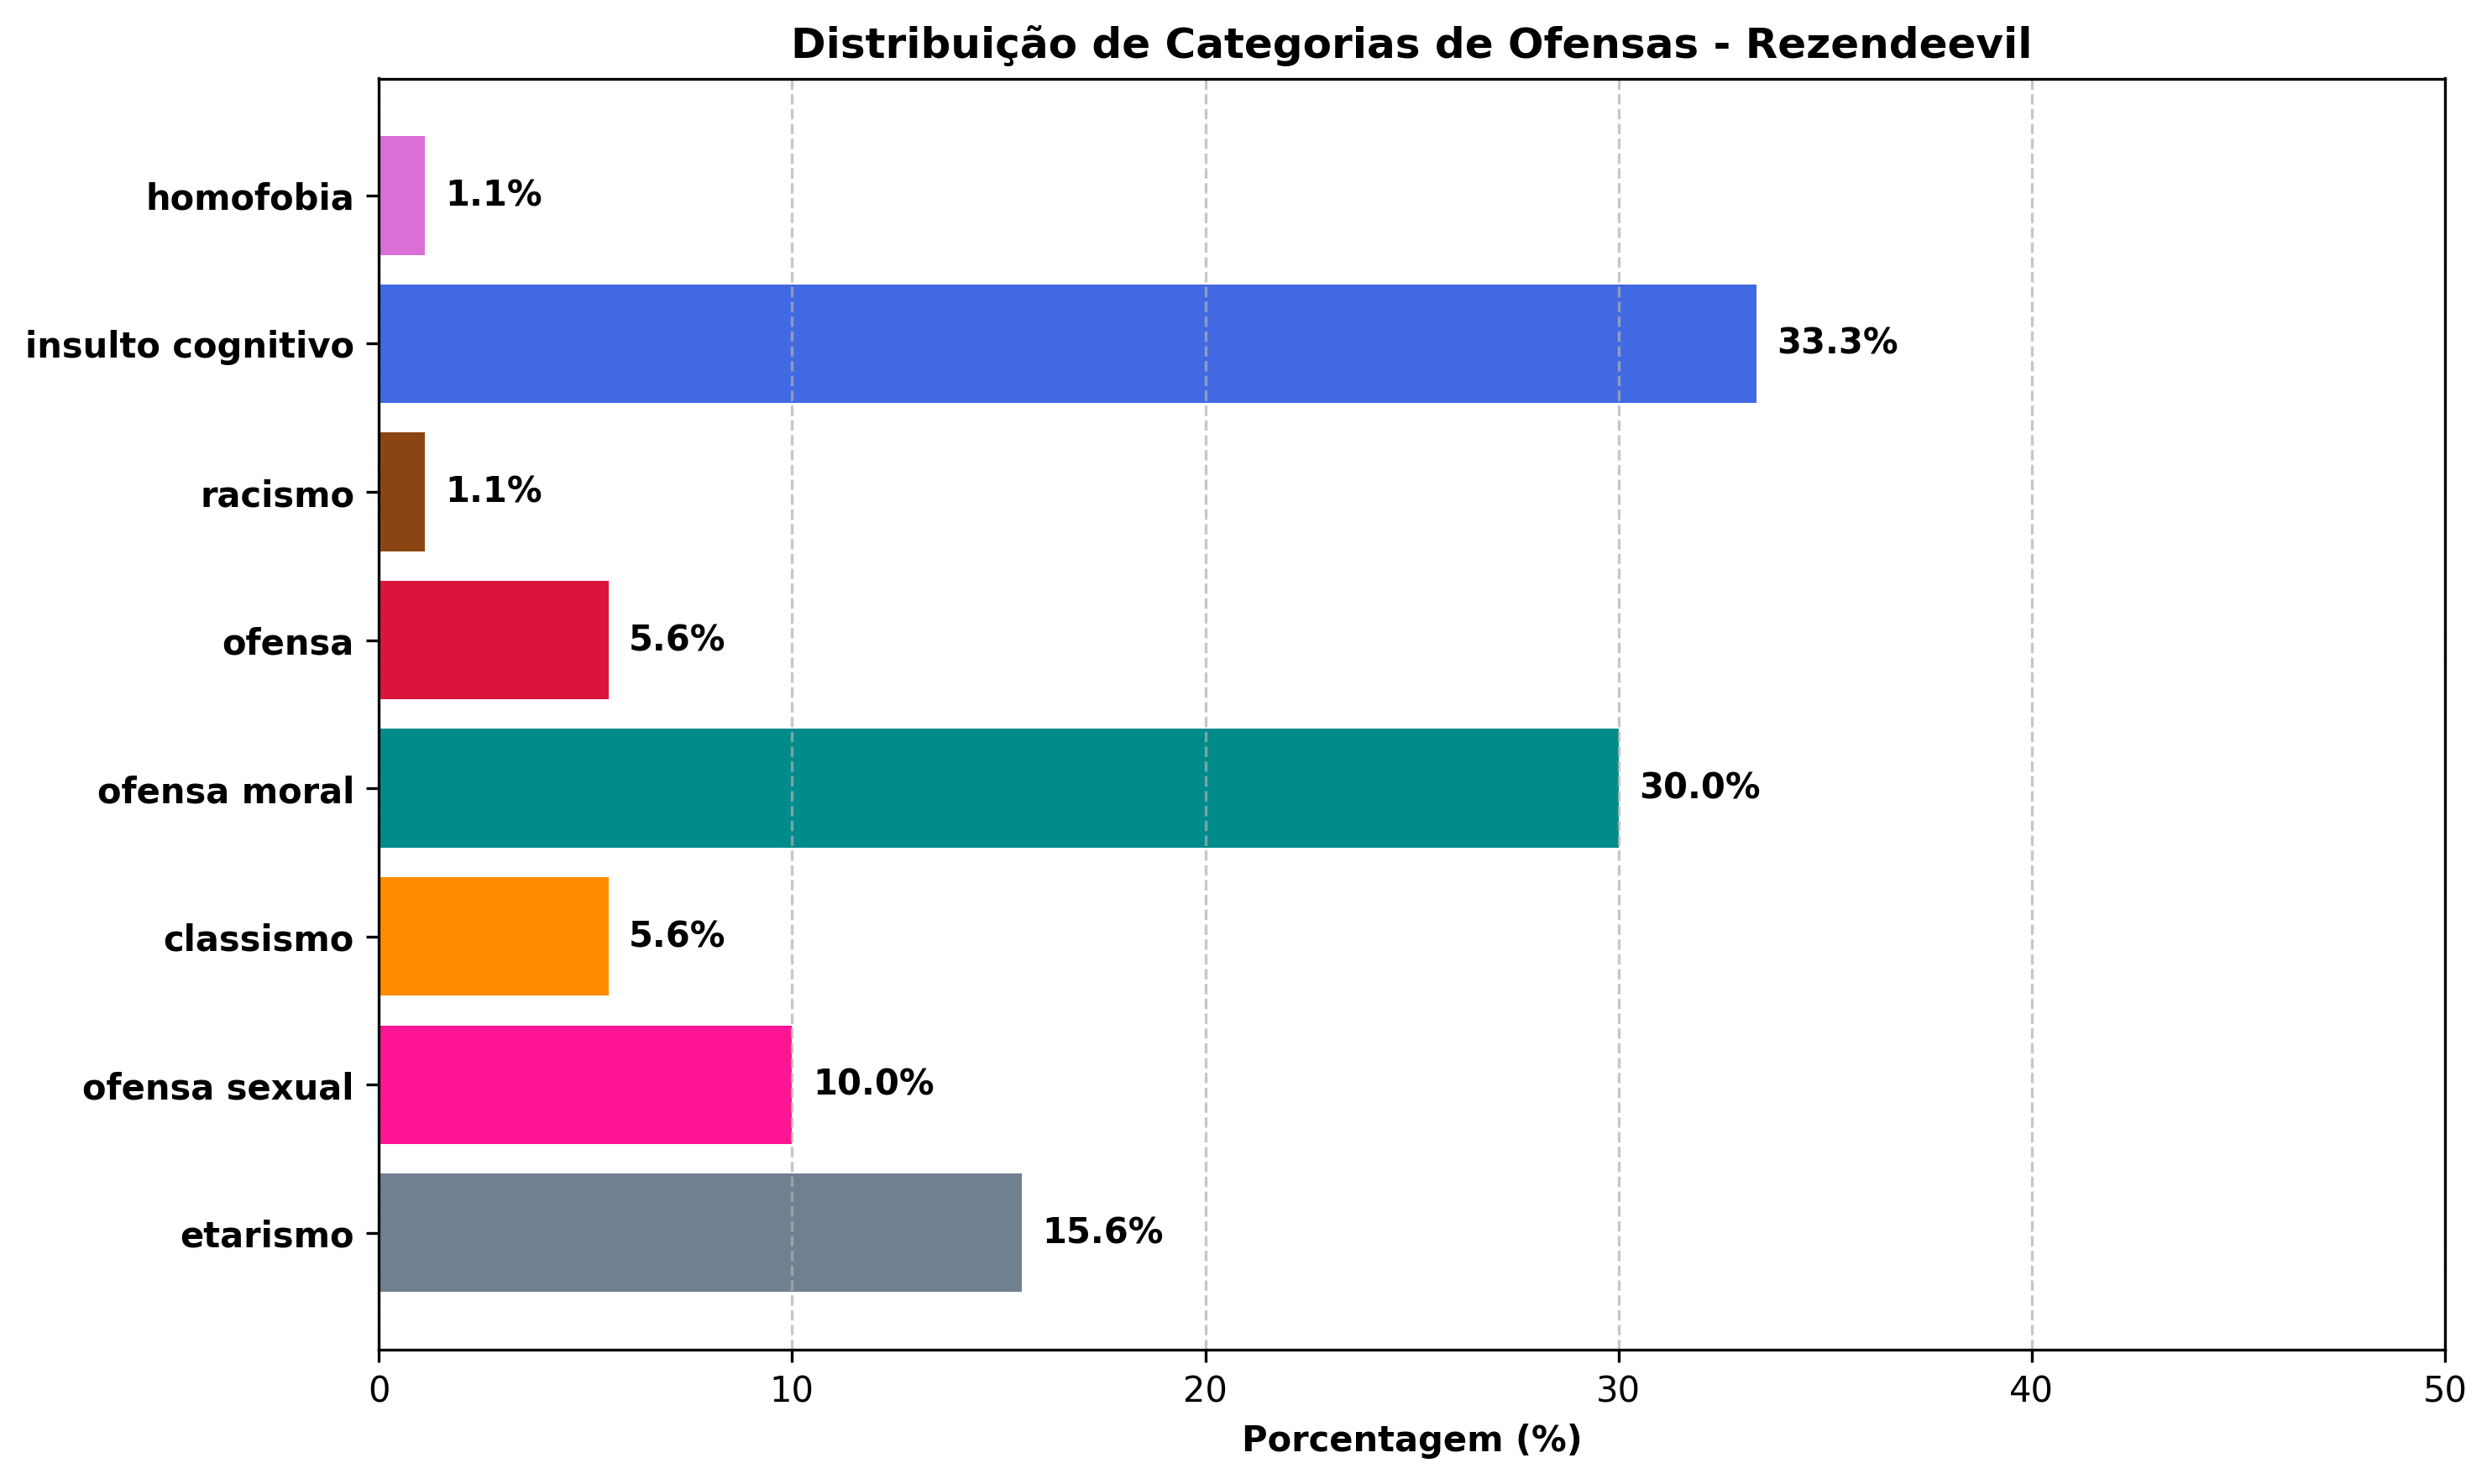 Distribuição de Categorias de Ofensas - Rezendeevil
homofobia 1.1%
insulto cognitivo 33.3%
racismo 1.1%
ofensa 5.6%
ofensa moral 30.0%
classismo 5.6%
ofensa sexual 10.0%
etarismo 15.6%
0 10 20 30 40 50
Porcentagem (%)